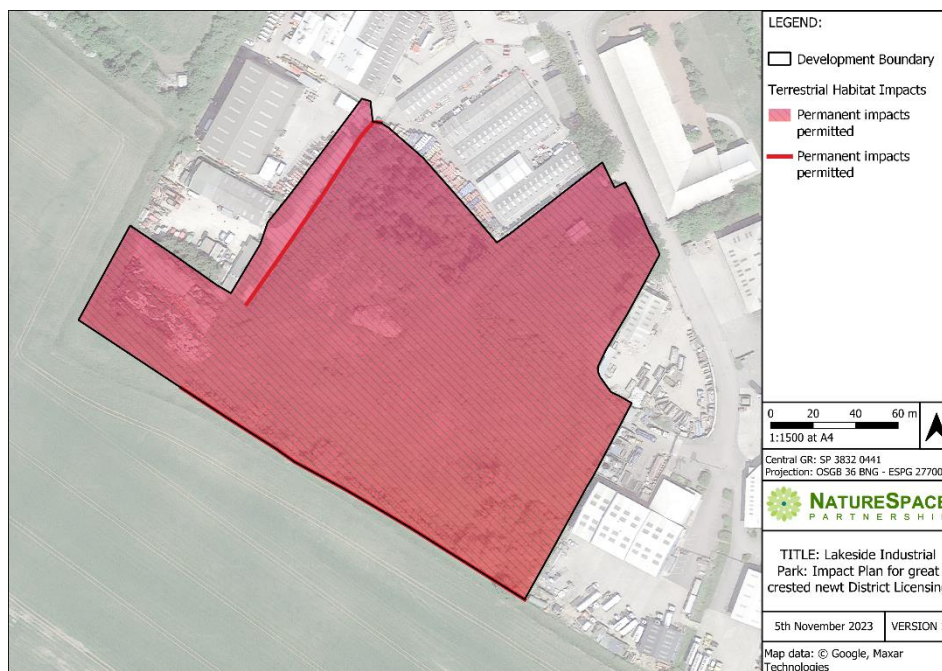 LEGEND:
Development Boundary
Terrestrial Habitat Impacts
Permanent impacts
permitted
Permanent impacts
permitted
0 20 40 60 m
1:1500 at A4
Central GR: SP 3832 0441
Projection: OSGB 36 BNG - ESPG 27700
NATURESPACE
PARTNERSHI
TITLE: Lakeside Industrial
Park: Impact Plan for great
crested newt District Licensing
5th November 2023
VERSION
Map data: © Google, Maxar
Technologies